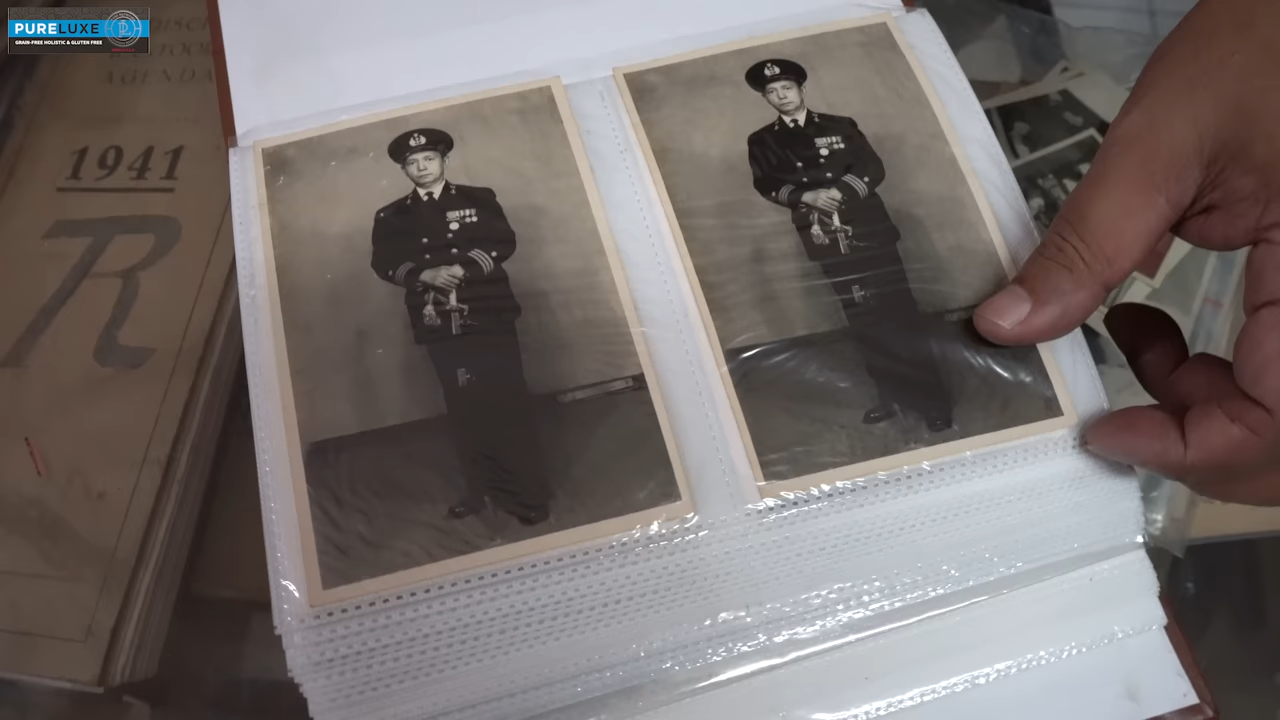 PURELUXE
GRAIN-FREE HOLISTIC & GLUTEN FREE
AGENDA
1941
R